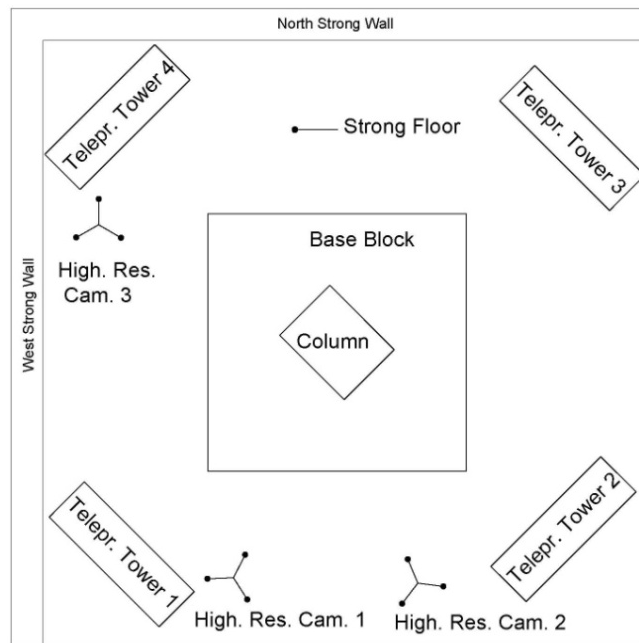 North Strong Wall
Telepr. Tower 4
Strong Floor
Telepr. Tower 3
Base Block
High. Res.
Cam. 3
West Strong Wall
Column
Telepr. Tower 1
Telepr. Tower 2
High. Res. Cam. 1
High. Res. Cam. 2